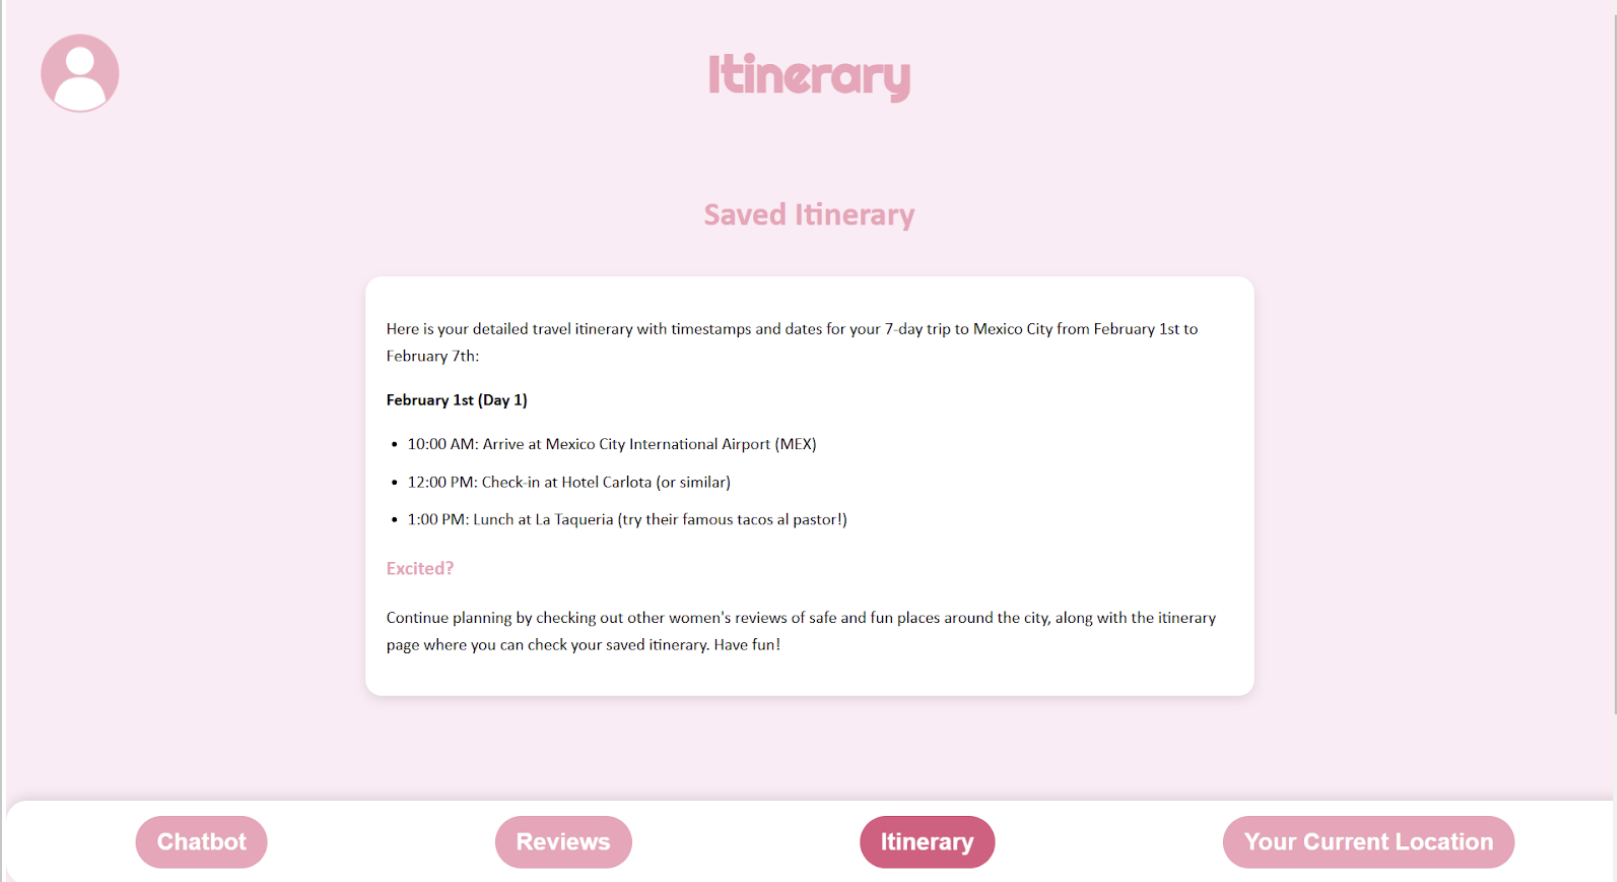 Itinerary
Saved Itinerary
Here is your detailed travel itinerary with timestamps and dates for your 7-day trip to Mexico City from February 1st to
February 7th:
February 1st (Day 1)
• 10:00 AM: Arrive at Mexico City International Airport (MEX)
• 12:00 PM: Check-in at Hotel Carlota (or similar)
• 1:00 PM: Lunch at La Taqueria (try their famous tacos al pastor!)
Excited?
Continue planning by checking out other women's reviews of safe and fun places around the city, along with the itinerary
page where you can check your saved itinerary. Have fun!
Chatbot
Reviews
Itinerary
Your Current Location